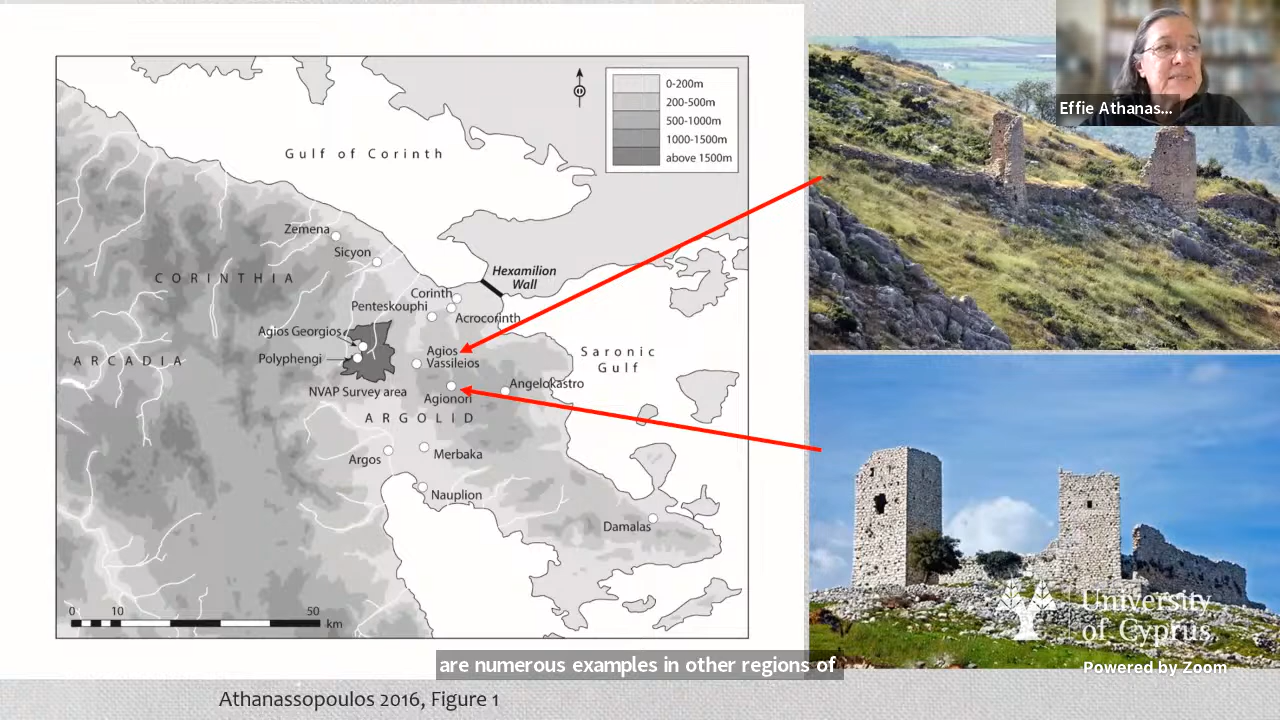 0-200m
200-500m
500-1000m
1000-1500m
above 1500m
Gulf of Corinth
Zemena
Sicyon
CORINTHIA
Hexamilion
Wall
Corinth
Penteskouphi
Acrocorinth
Agios Georgios
Polyphengi
ARCADIA
Agios
Vassileios
Saronic
Gulf
NVAP Survey area
Angelokastro
Agionori
ARGOLID
Argos
Merbaka
Nauplion
Damalas
0 10 50
km
Effie Athanas...
University
of Cyprus
Powered by Zoom
are numerous examples in other regions of
Athanassopoulos 2016, Figure 1